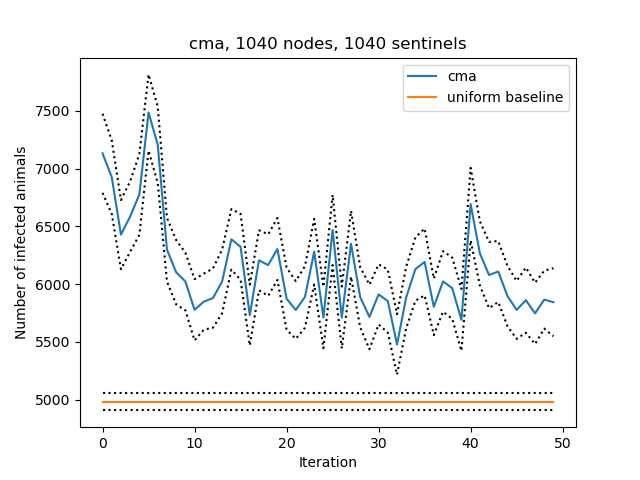 cma, 1040 nodes, 1040 sentinels
cma
uniform baseline
Number of infected animals
7500
7000
6500
6000
5500
5000
0 10 20 30 40 50
Iteration